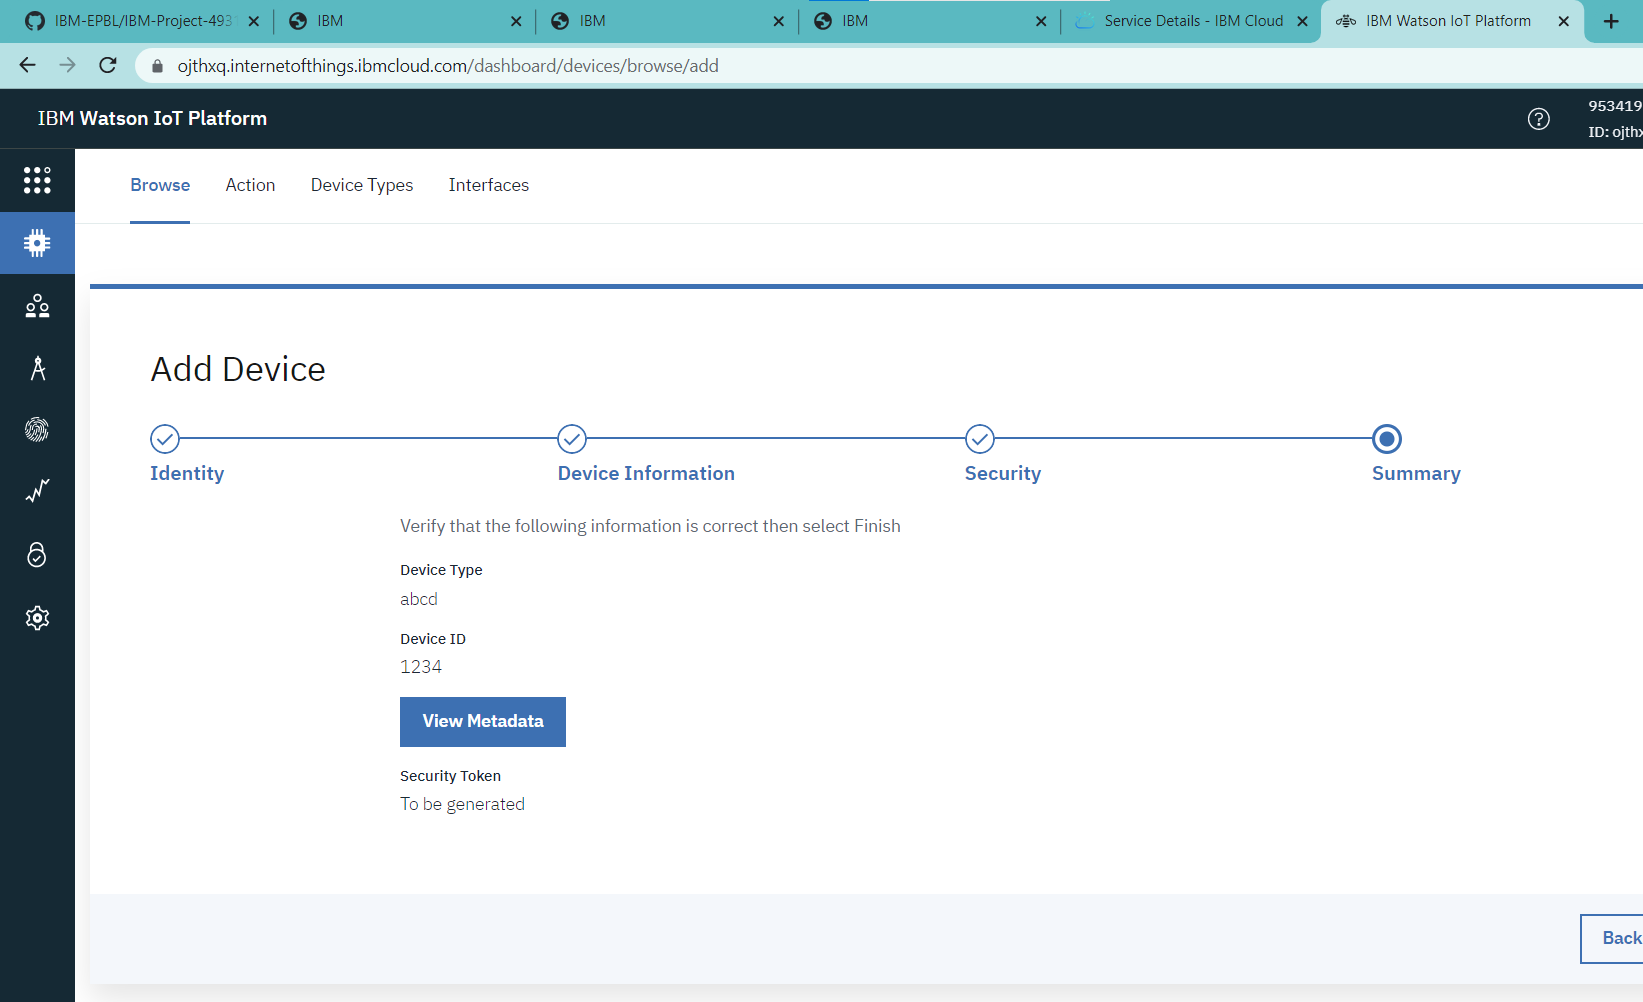 IBM-EPBL/IBM-Project-493
IBM
IBM
IBM
Service Details - IBM Cloud
IBM Watson IoT Platform
ojthxq.internetofthings.ibmcloud.com/dashboard/devices/browse/add
IBM Watson IoT Platform
953419
ID: ojthx
Browse Action Device Types Interfaces
Add Device
Identity Device Information Security Summary
Verify that the following information is correct then select Finish
Device Type
abcd
Device ID
1234
View Metadata
Security Token
To be generated
Back